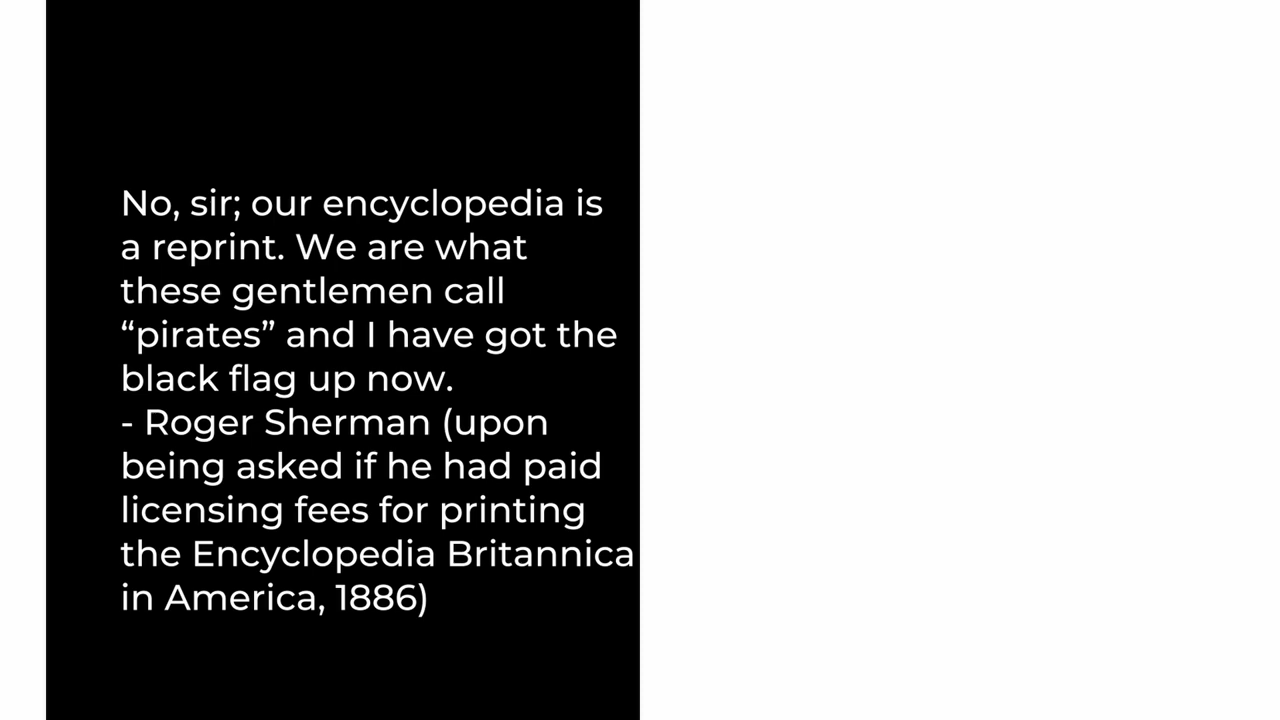 No, sir; our encyclopedia is
a reprint. We are what
these gentlemen call
“pirates” and I have got the
black flag up now.
- Roger Sherman (upon
being asked if he had paid
licensing fees for printing
the Encyclopedia Britannica
in America, 1886)